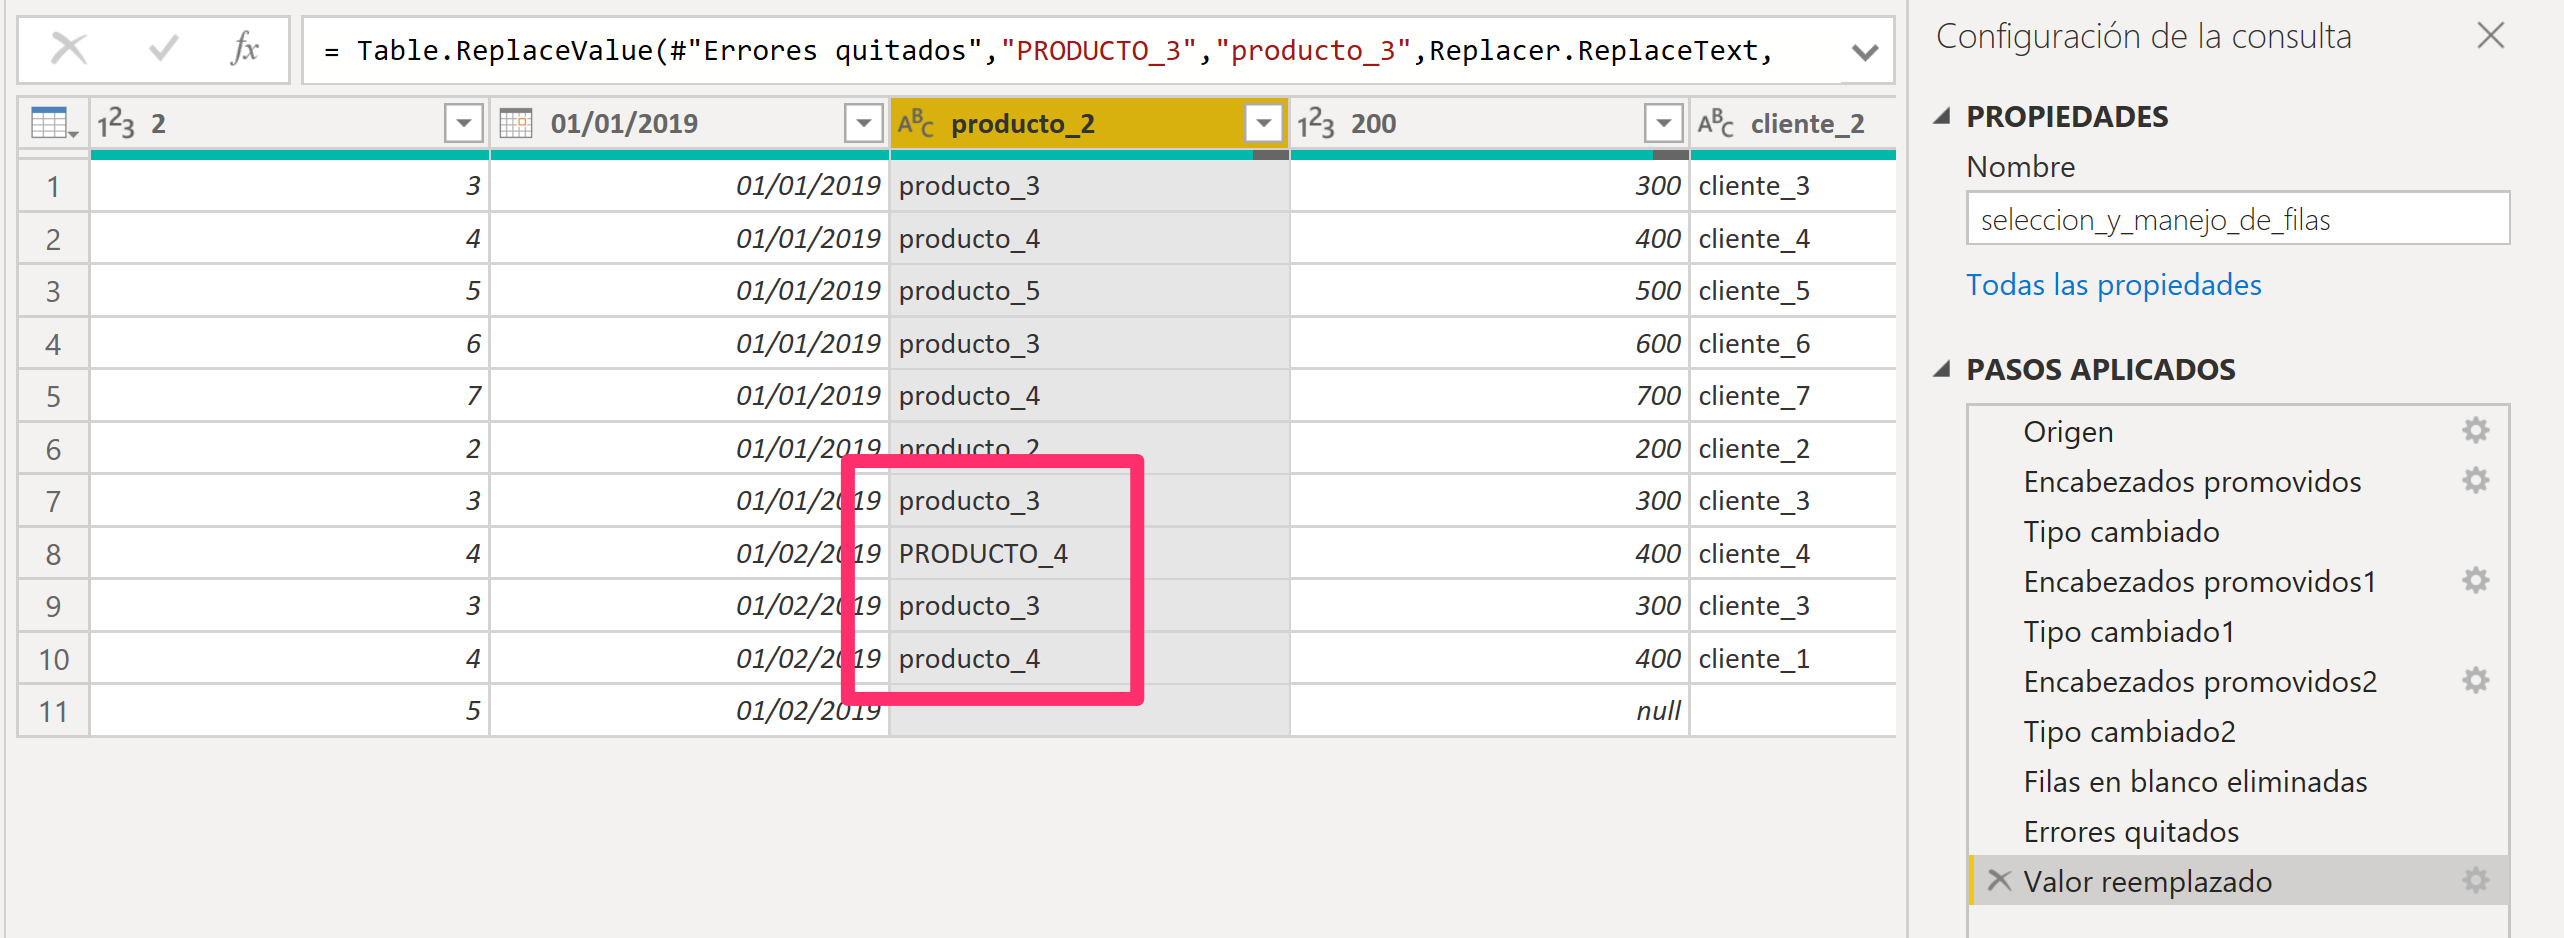 fx = Table.ReplaceValue(#"Errores quitados","PRODUCTO_3","producto_3",Replacer.ReplaceText,
1²3 2 01/01/2019 ABC producto_2 1²3 200 ABC cliente_2
1 3 01/01/2019 producto_3 300 cliente_3
2 4 01/01/2019 producto_4 400 cliente_4
3 5 01/01/2019 producto_5 500 cliente_5
4 6 01/01/2019 producto_3 600 cliente_6
5 7 01/01/2019 producto_4 700 cliente_7
6 2 01/01/2019 producto_2 200 cliente_2
7 3 01/01/2019 producto_3 300 cliente_3
8 4 01/02/2019 PRODUCTO_4 400 cliente_4
9 3 01/02/2019 producto_3 300 cliente_3
10 4 01/02/2019 producto_4 400 cliente_1
11 5 01/02/2019 null
Configuración de la consulta
PROPIEDADES
Nombre
seleccion_y_manejo_de_filas
Todas las propiedades
PASOS APLICADOS
Origen
Encabezados promovidos
Tipo cambiado
Encabezados promovidos1
Tipo cambiado1
Encabezados promovidos2
Tipo cambiado2
Filas en blanco eliminadas
Errores quitados
Valor reemplazado